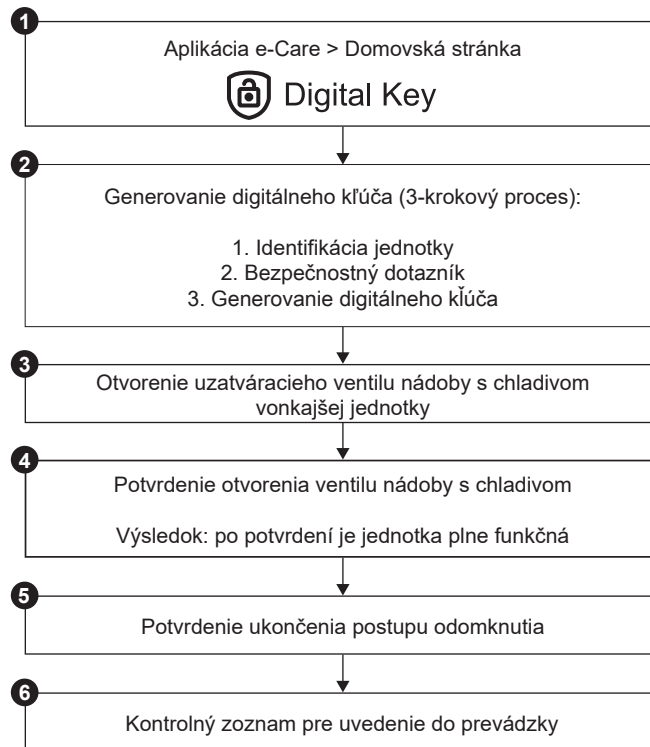 1
Aplikácia e-Care > Domovská stránka
Digital Key
2
Generovanie digitálneho kľúča (3-krokový proces):
1. Identifikácia jednotky
2. Bezpečnostný dotazník
3. Generovanie digitálneho kĺúča
3
Otvorenie uzatváracieho ventilu nádoby s chladivom
vonkajšej jednotky
4
Potvrdenie otvorenia ventilu nádoby s chladivom
Výsledok: po potvrdení je jednotka plne funkčná
5
Potvrdenie ukončenia postupu odomknutia
6
Kontrolný zoznam pre uvedenie do prevádzky